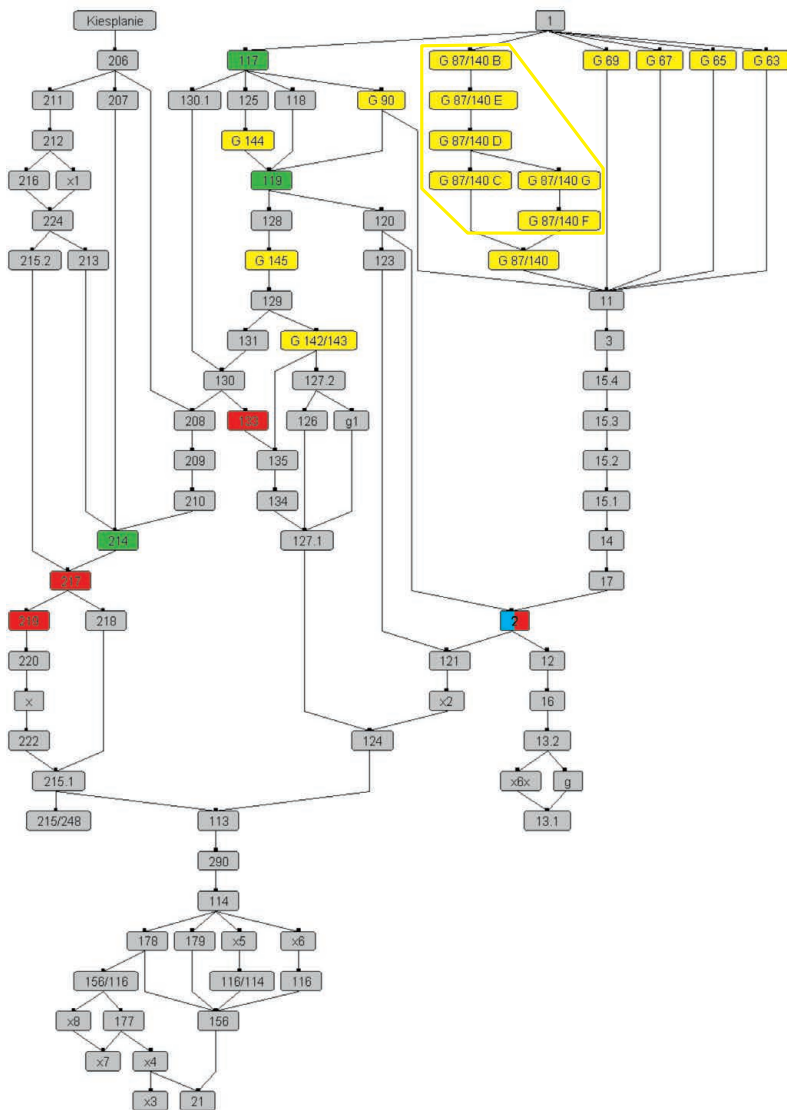 Kiesplanie 1
206 117 G 87/140 B G 69 G 67 G 65 G 63
211 207 130.1 125 118 G 90 G 87/140 E
212 G 144 G 87/140 D
216 x1 119 G 87/140 C G 87/140 G
224 128 120 G 87/140 F
215.2 213 G 145 123 G 87/140
129 11
131 G 142/143 3
130 127.2 15.4
208 126 g1 15.3
209 135 15.2
210 134 15.1
214 127.1 14
217 17
218 2
220 121 12
x x2 16
222 124 13.2
215.1 x6x g
215/248 113 13.1
290
114
178 179 x5 x6
156/116 116/114 116
x8 177 156
x7 x4
x3 21